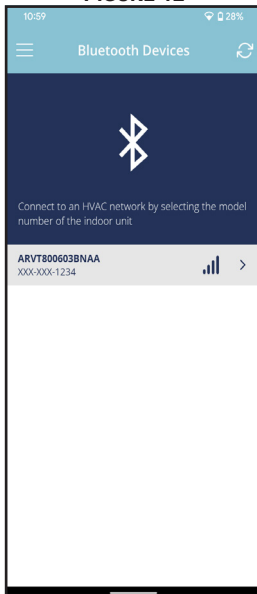 10:59
28%
Bluetooth Devices
Connect to an HVAC network by selecting the model
number of the indoor unit
ARVT800603BNAA
XXX-XXX-1234